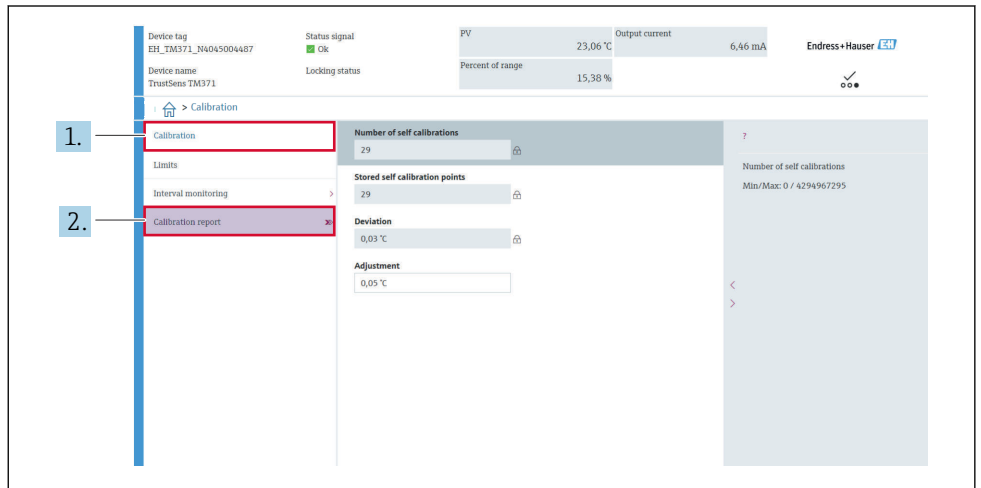 Device tag
EH_TM371_N4045004487
Status signal
Ok
PV
23,06 °C
Output current
6,46 mA
Endress+Hauser EH
Device name
TrustSens TM371
Locking status
Percent of range
15,38 %
> Calibration
1.
Calibration
Limits
Interval monitoring >
2.
Calibration report
Number of self calibrations
29
Stored self calibration points
29
Deviation
0,03 °C
Adjustment
0,05 °C
?
Number of self calibrations
Min/Max: 0 / 4294967295
<
>